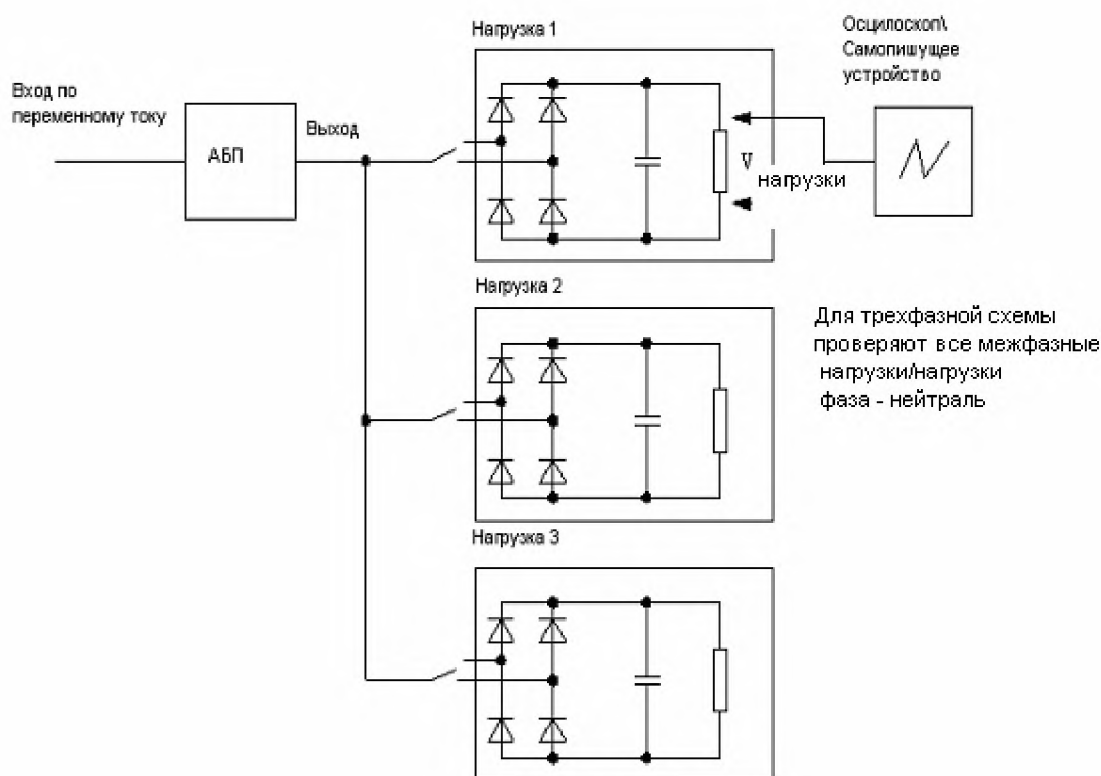 Нагрузка 1
Осцилоскоп\
Самопишущее
устройство
Вход по
переменному току
АБП
Выход
V
нагрузки
Нагрузка 2
Для трехфазной схемы
проверяют все межфазные
нагрузки/нагрузки
фаза - нейтраль
Нагрузка 3